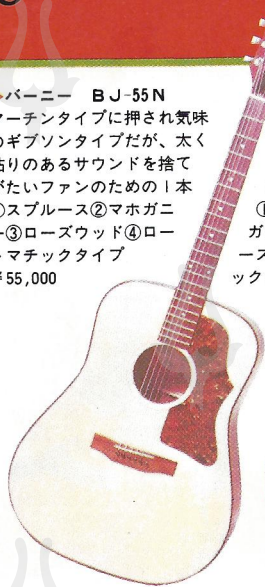 バーニー BJ-55N
マーチンタイプに押され気味
のギブソンタイプだが、太く
粘りのあるサウンドを捨て
がたいファンのための1本
①スプルース②マホガニ
ー③ローズウッド④ロー
トマチックタイプ
¥55,000
ガ
ース
ック